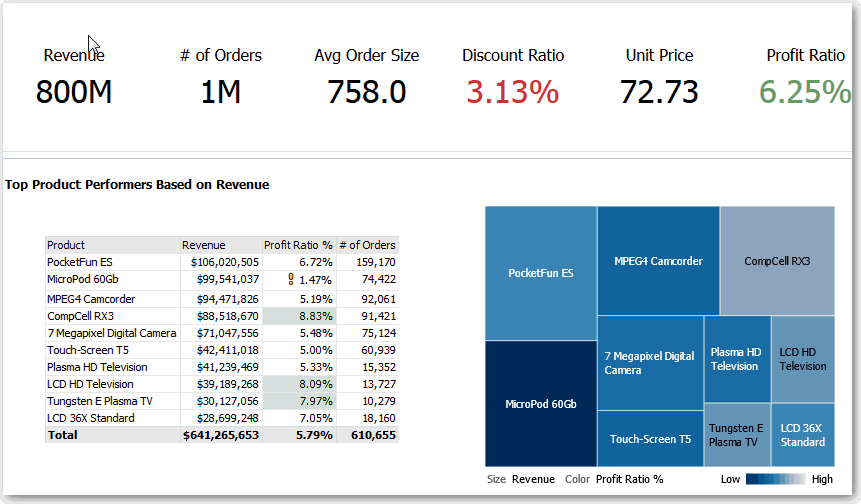 Revenue # of Orders Avg Order Size Discount Ratio Unit Price Profit Ratio
800M 1M 758.0 3.13% 72.73 6.25%
Top Product Performers Based on Revenue
Product Revenue Profit Ratio % # of Orders
PocketFun ES $106,020,505 6.72% 159,170
MicroPod 60Gb $99,541,037 1.47% 74,422
MPEG4 Camcorder $94,471,826 5.19% 92,061
CompCell RX3 $88,518,670 8.83% 91,421
7 Megapixel Digital Camera $71,047,556 5.48% 75,124
Touch-Screen T5 $42,411,018 5.00% 60,939
Plasma HD Television $41,239,469 5.33% 15,352
LCD HD Television $39,189,268 8.09% 13,727
Tungsten E Plasma TV $30,127,056 7.97% 10,279
LCD 36X Standard $28,699,248 7.05% 18,160
Total $641,265,653 5.79% 610,655
PocketFun ES
MPEG4 Camcorder
CompCell RX3
MicroPod 60Gb
7 Megapixel Digital
Camera
Plasma HD
Television
LCD HD
Television
Touch-Screen T5
Tungsten E
Plasma TV
LCD 36X
Standard
Size Revenue Color Profit Ratio % Low High